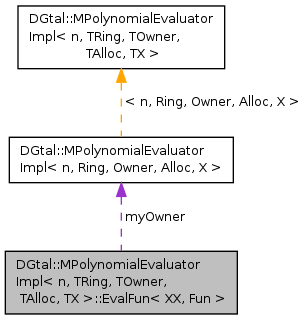 DGtal::MPolynomialEvaluator
Impl< n, TRing, TOwner,
TAlloc, TX >
< n, Ring, Owner, Alloc, X >
DGtal::MPolynomialEvaluator
Impl< n, Ring, Owner, Alloc, X >
myOwner
DGtal::MPolynomialEvaluator
Impl< n, TRing, TOwner,
TAlloc, TX >::EvalFun< XX, Fun >